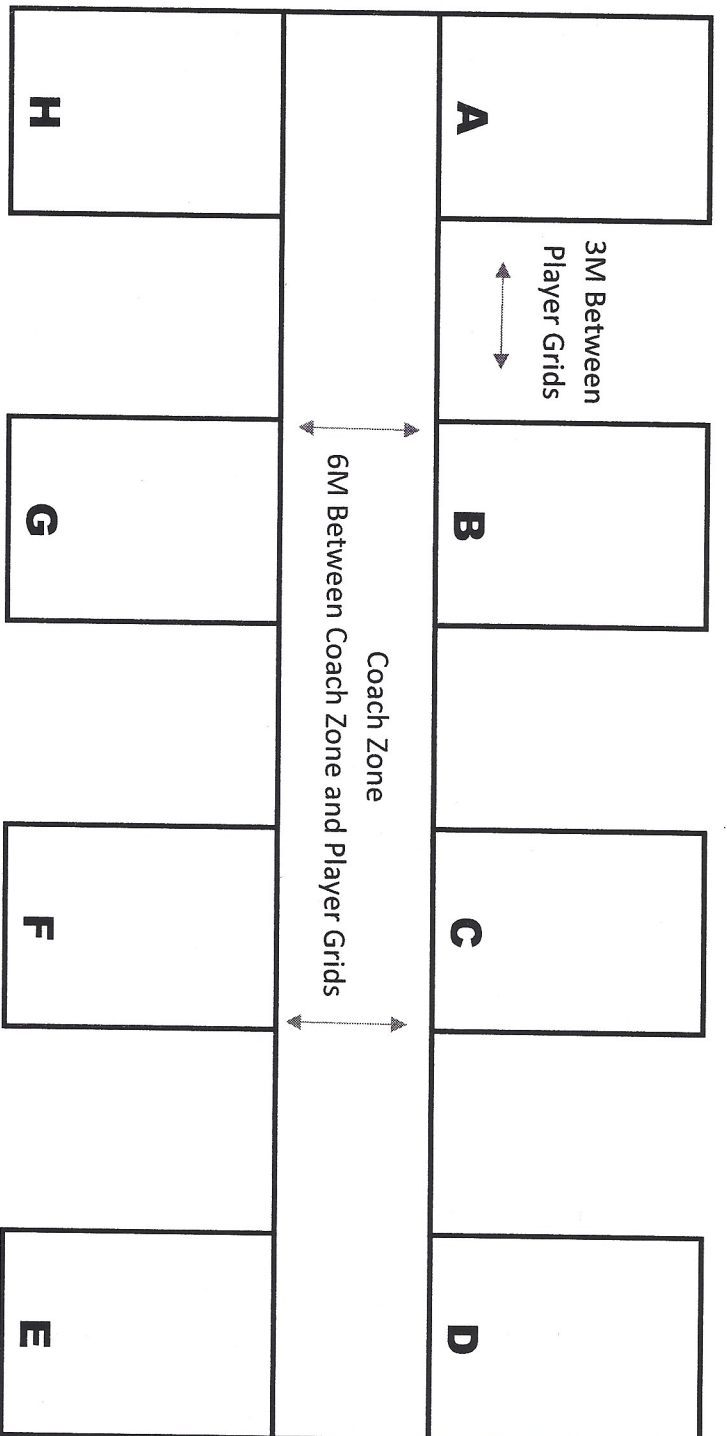 A
B
C
D
3M Between
Player Grids
Coach Zone
6M Between Coach Zone and Player Grids
H
G
F
E